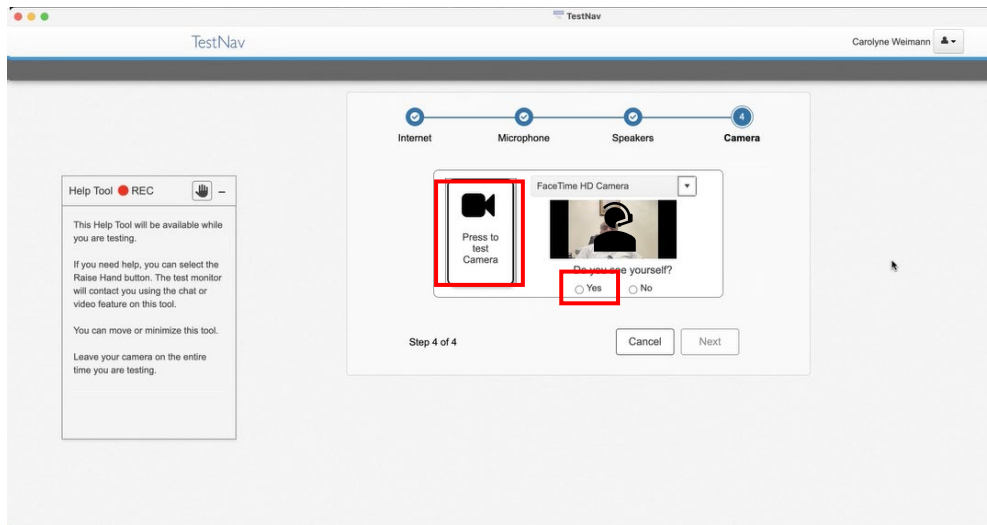 TestNav
TestNav
Carolyne Weimann
Internet
Microphone
Speakers
4
Camera
Help Tool REC
This Help Tool will be available while
you are testing.
If you need help, you can select the
Raise Hand button. The test monitor
will contact you using the chat or
video feature on this tool.
You can move or minimize this tool.
Leave your camera on the entire
time you are testing.
Press to
test
Camera
FaceTime HD Camera
Do you see yourself?
Yes
No
Step 4 of 4
Cancel
Next